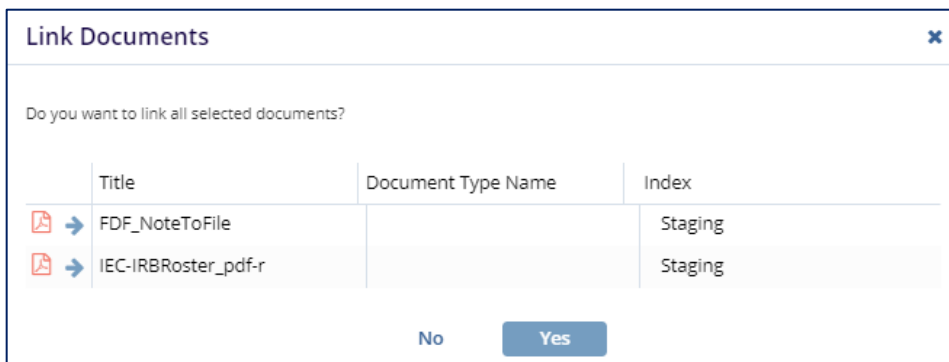 Link Documents
Do you want to link all selected documents?
Title Document Type Name Index
FDF_NoteToFile Staging
IEC-IRBRoster_pdf-r Staging
No Yes